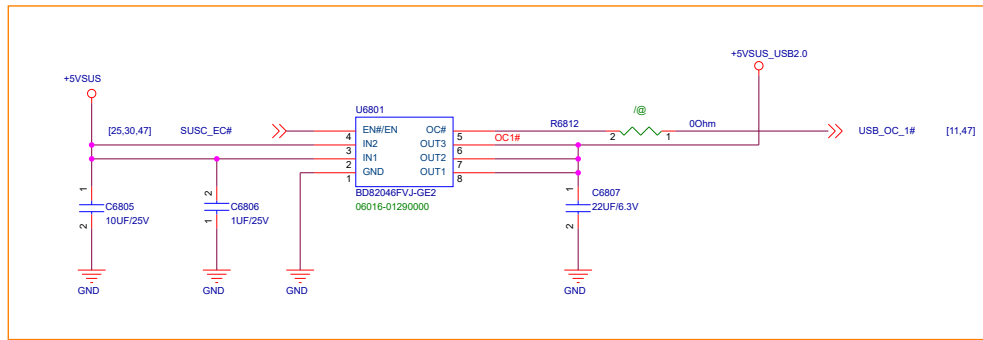 +5VSUS_USB2.0
+5VSUS
U6801
/@
[25,30,47] SUSC_EC# EN#/EN OC# R6812 0Ohm USB_OC_1# [11,47]
4 5 OC1# 2 1
IN2 OUT3
3 6
IN1 OUT2
2 7
GND OUT1
1 8
BD82046FVJ-GE2
06016-01290000
1 2 1
C6805 C6806 C6807
10UF/25V 1UF/25V 22UF/6.3V
2 1 2
GND GND GND GND